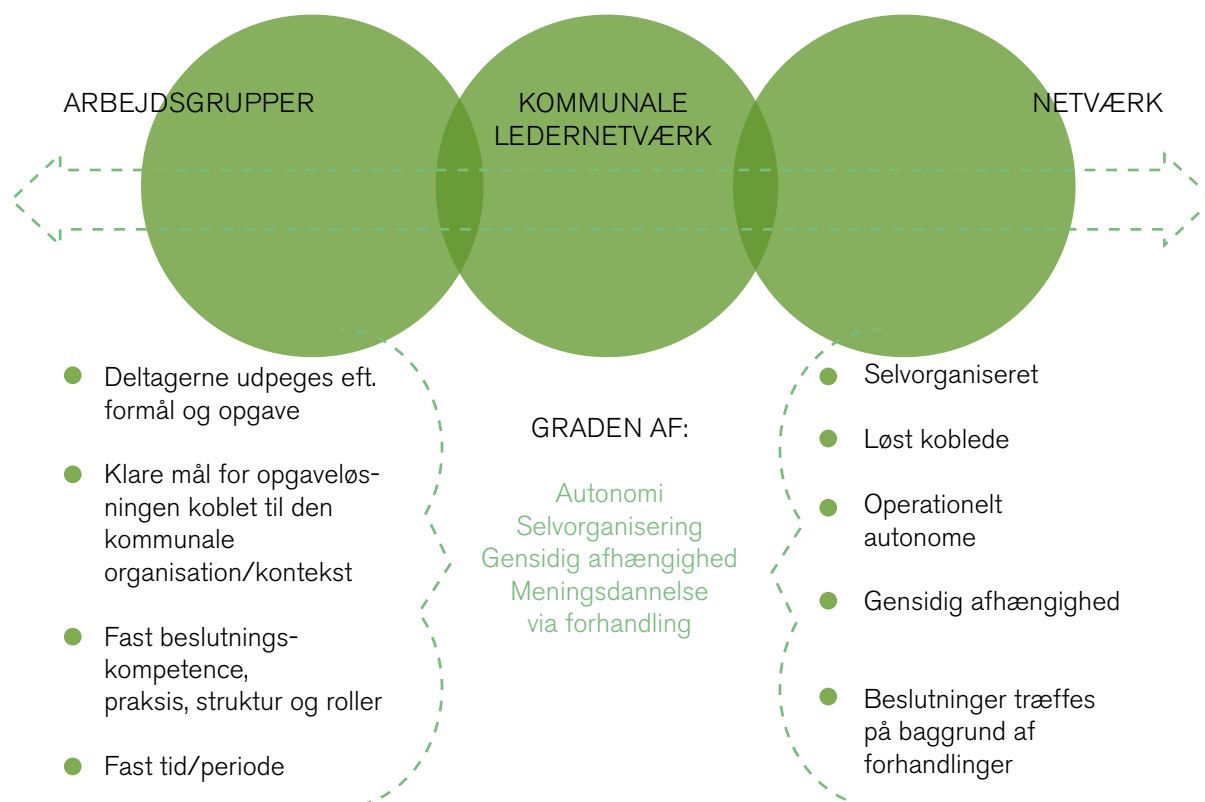 ARBEJDSGRUPPER
KOMMUNALE
LEDERNETVÆRK
NETVÆRK
Deltagerne udpeges eft.
formål og opgave
Klare mål for opgaveløs-
ningen koblet til den
kommunale
organisation/kontekst
Fast beslutnings-
kompetence,
praksis, struktur og roller
Fast tid/periode
GRADEN AF:
Autonomi
Selvorganisering
Gensidig afhængighed
Meningsdannelse
via forhandling
Selvorganiseret
Løst koblede
Operationelt
autonome
Gensidig afhængighed
Beslutninger træffes
på baggrund af
forhandlinger